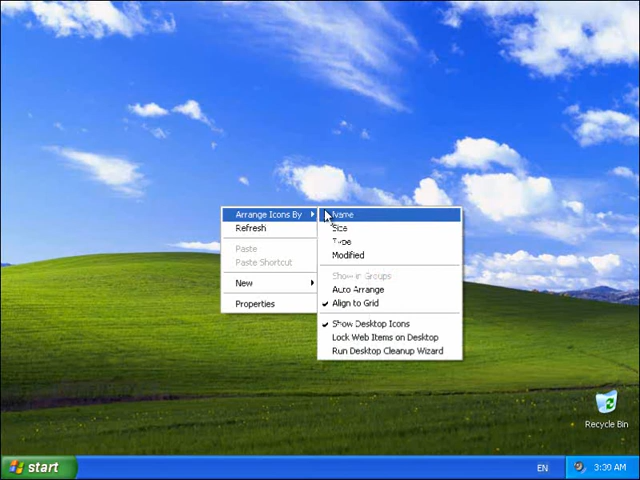 Arrange Icons By
Refresh
Paste
Paste Shortcut
New
Properties
Name
Size
Type
Modified
Show in Groups
Auto Arrange
Align to Grid
Show Desktop Icons
Lock Web Items on Desktop
Run Desktop Cleanup Wizard
Recycle Bin
start
EN
3:30 AM